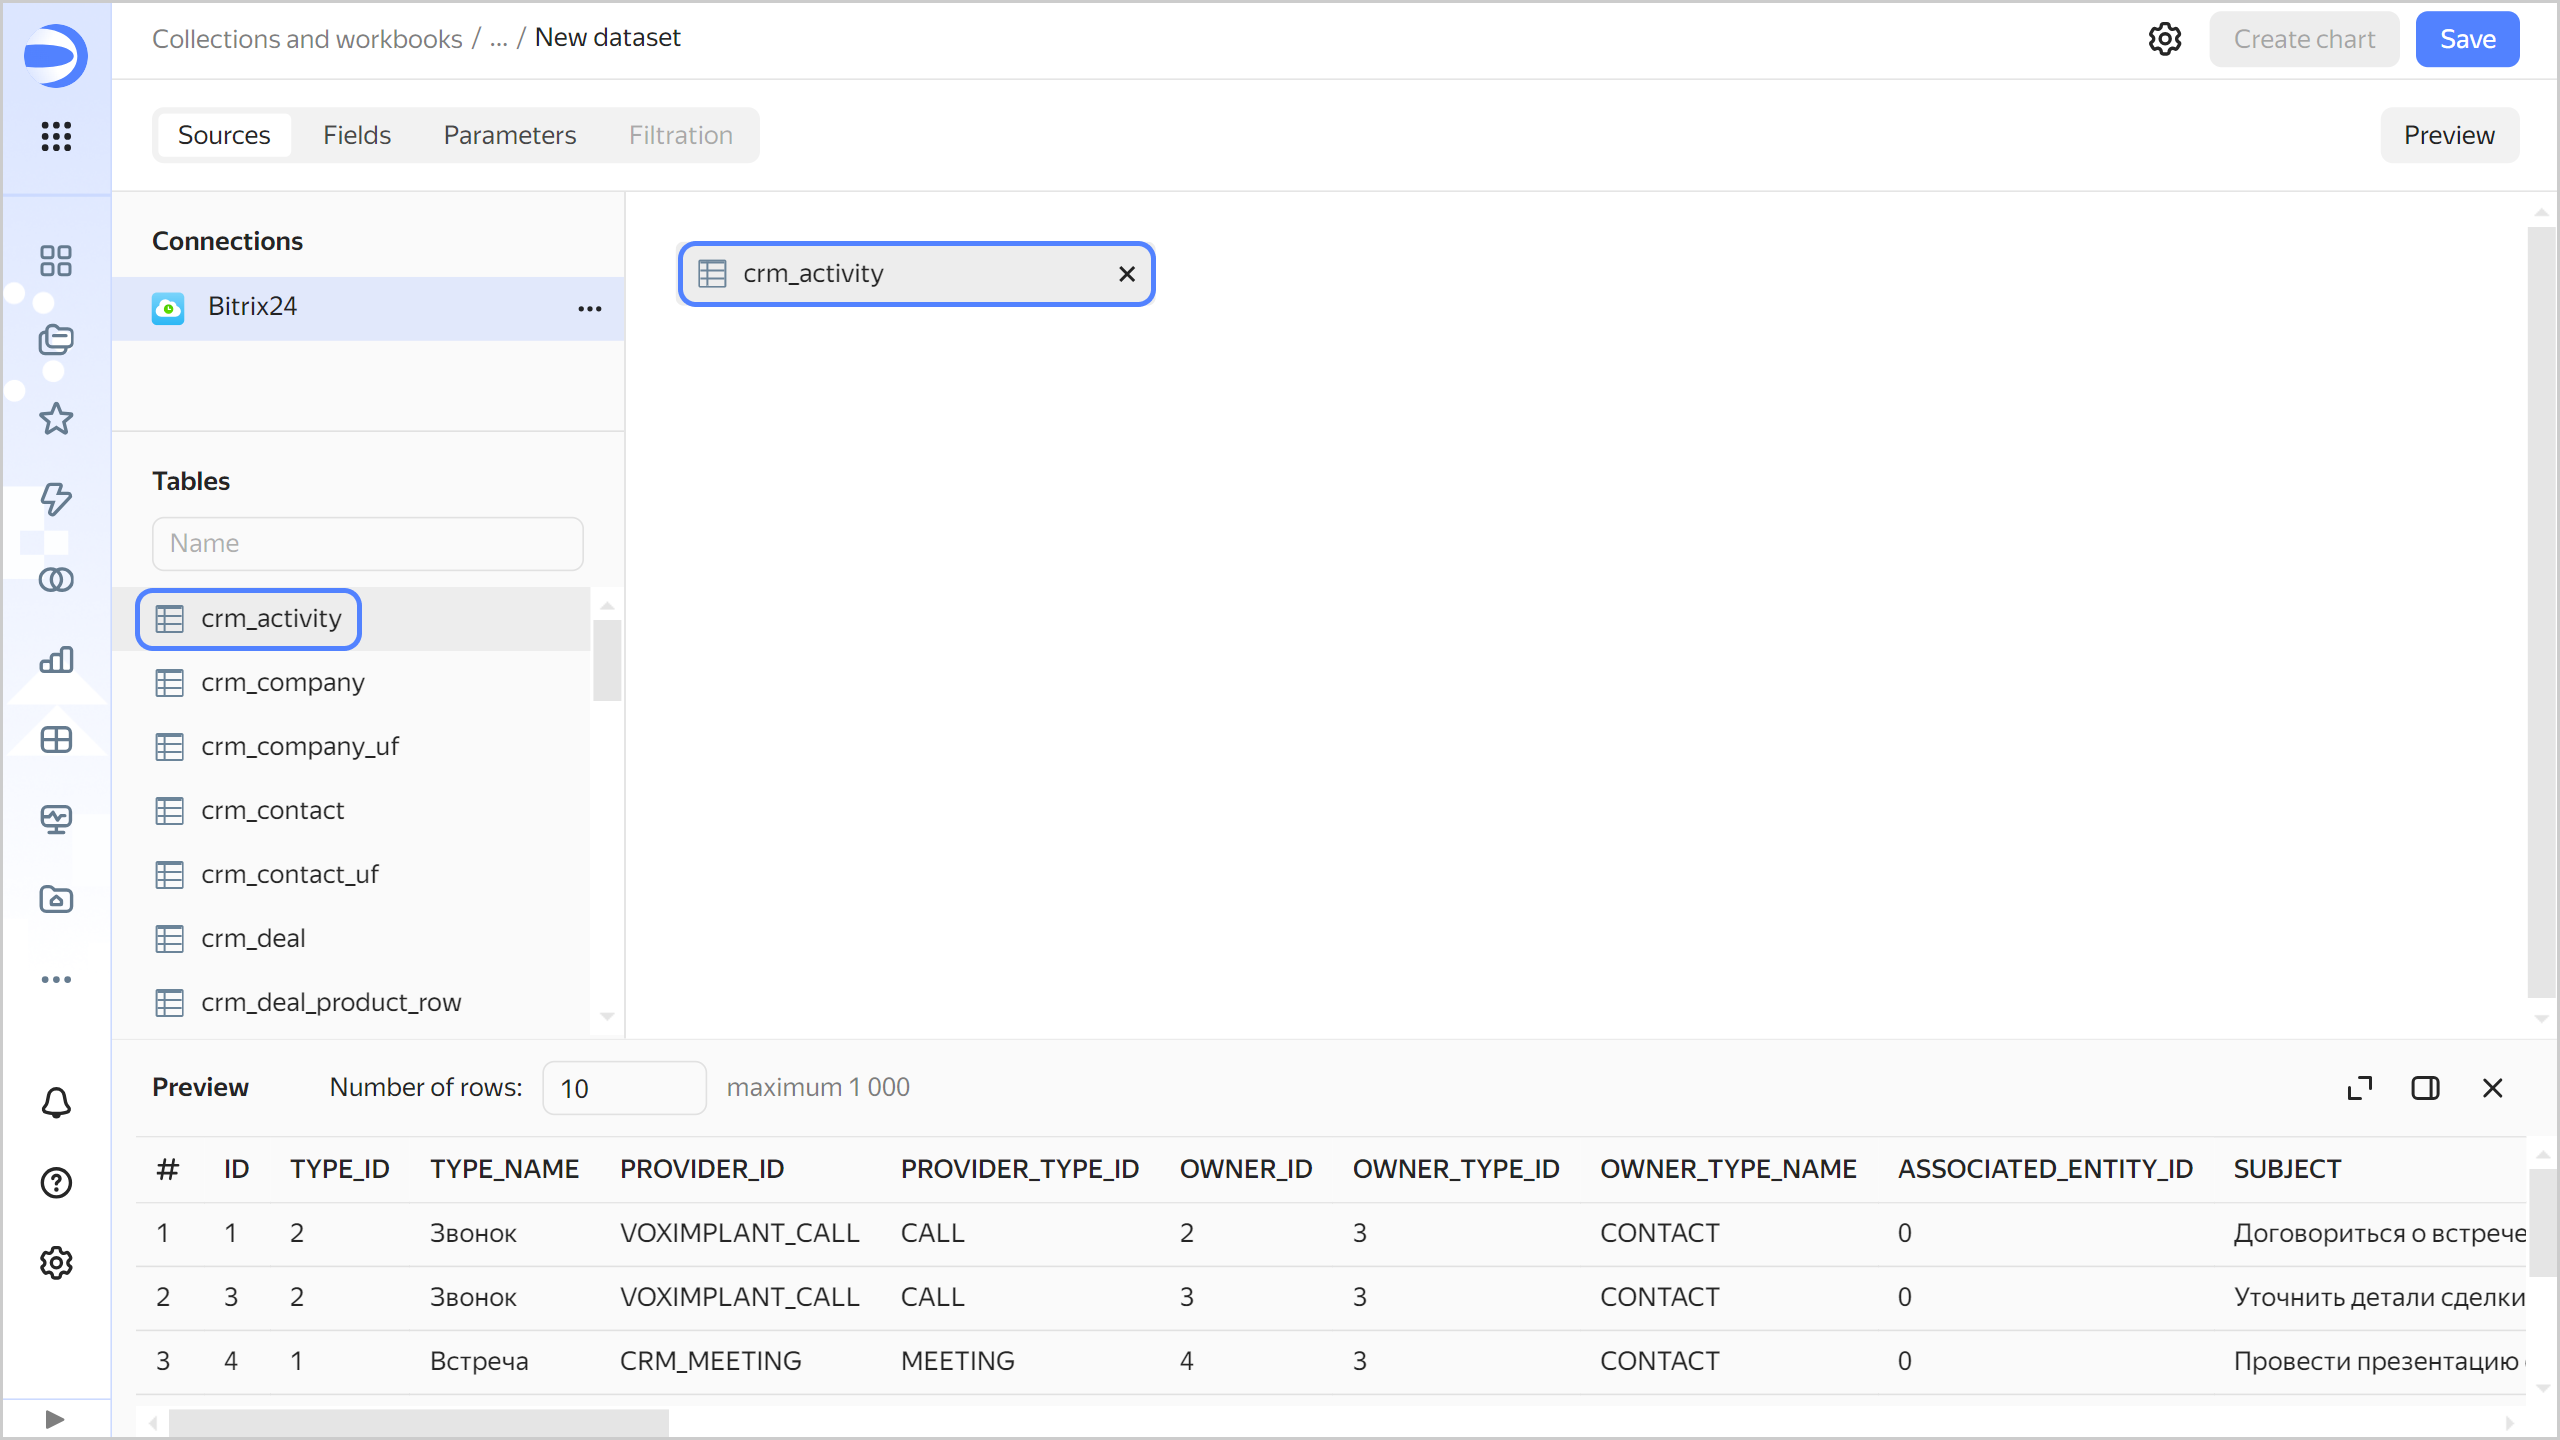 Collections and workbooks / ... / New dataset
Create chart
Save
Sources
Fields
Parameters
Filtration
Preview
Connections
Bitrix24
Tables
Name
crm_activity
crm_company
crm_company_uf
crm_contact
crm_contact_uf
crm_deal
crm_deal_product_row
crm_activity
Preview
Number of rows: 10 maximum 1 000
# ID TYPE_ID TYPE_NAME PROVIDER_ID PROVIDER_TYPE_ID OWNER_ID OWNER_TYPE_ID OWNER_TYPE_NAME ASSOCIATED_ENTITY_ID SUBJECT
1 1 2 Звонок VOXIMPLANT_CALL CALL 2 3 CONTACT 0 Договориться о встрече
2 3 2 Звонок VOXIMPLANT_CALL CALL 3 3 CONTACT 0 Уточнить детали сделки
3 4 1 Встреча CRM_MEETING MEETING 4 3 CONTACT 0 Провести презентацию